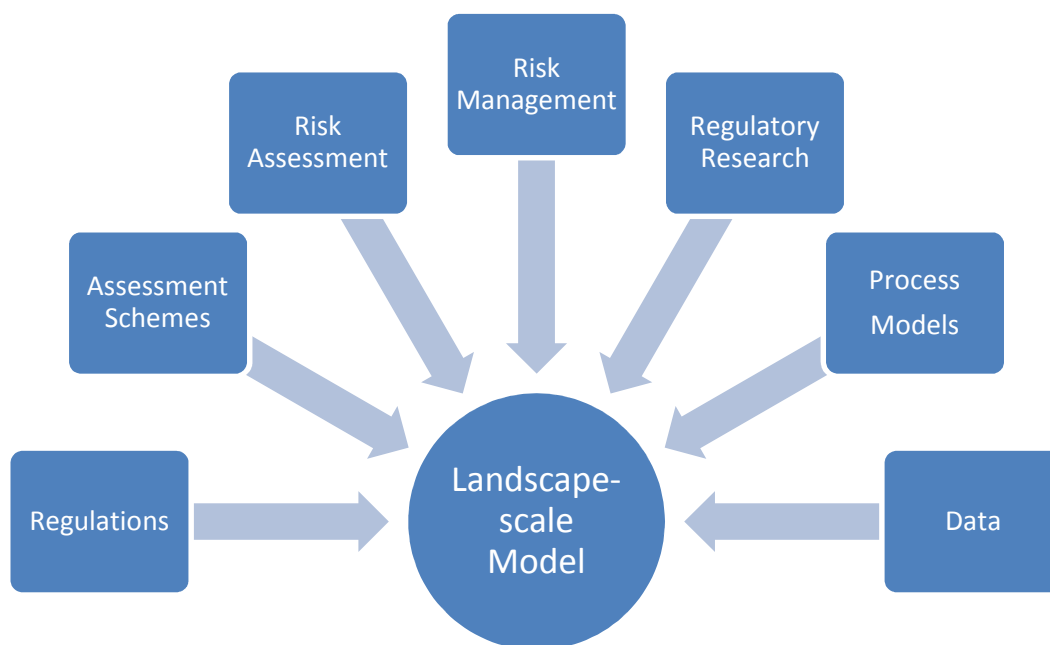 Risk
Management
Risk
Assessment
Regulatory
Research
Assessment
Schemes
Process
Models
Regulations
Landscape-
scale
Model
Data